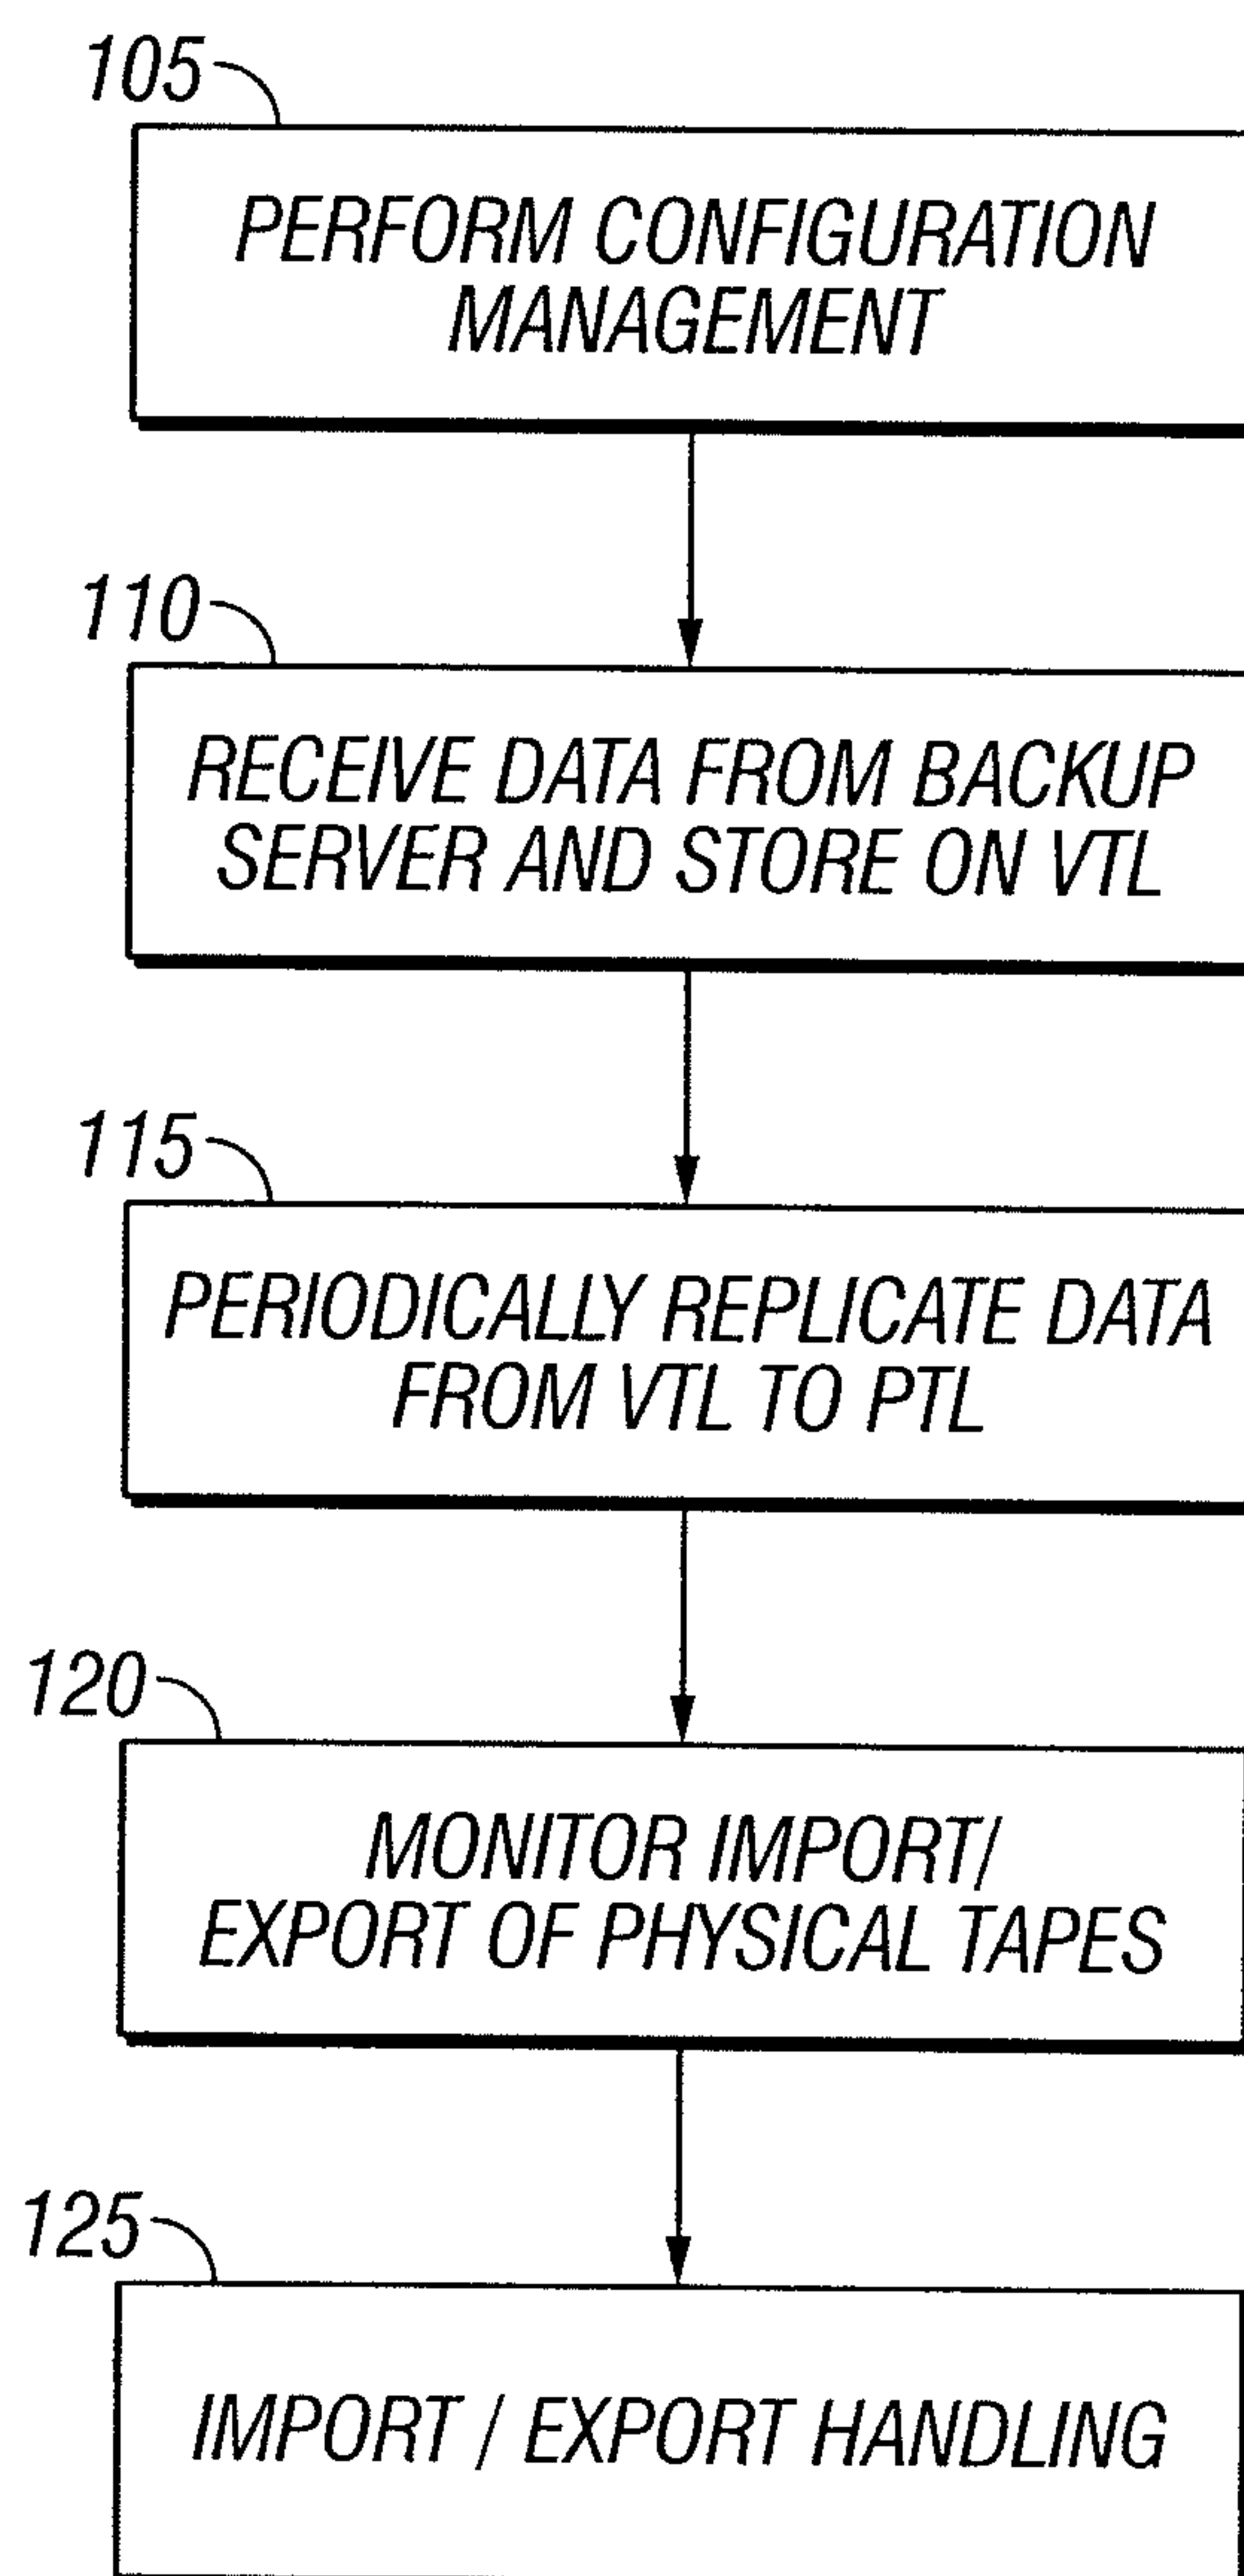 105
PERFORM CONFIGURATION
MANAGEMENT
110
RECEIVE DATA FROM BACKUP
SERVER AND STORE ON VTL
115
PERIODICALLY REPLICATE DATA
FROM VTL TO PTL
120
MONITOR IMPORT/
EXPORT OF PHYSICAL TAPES
125
IMPORT / EXPORT HANDLING